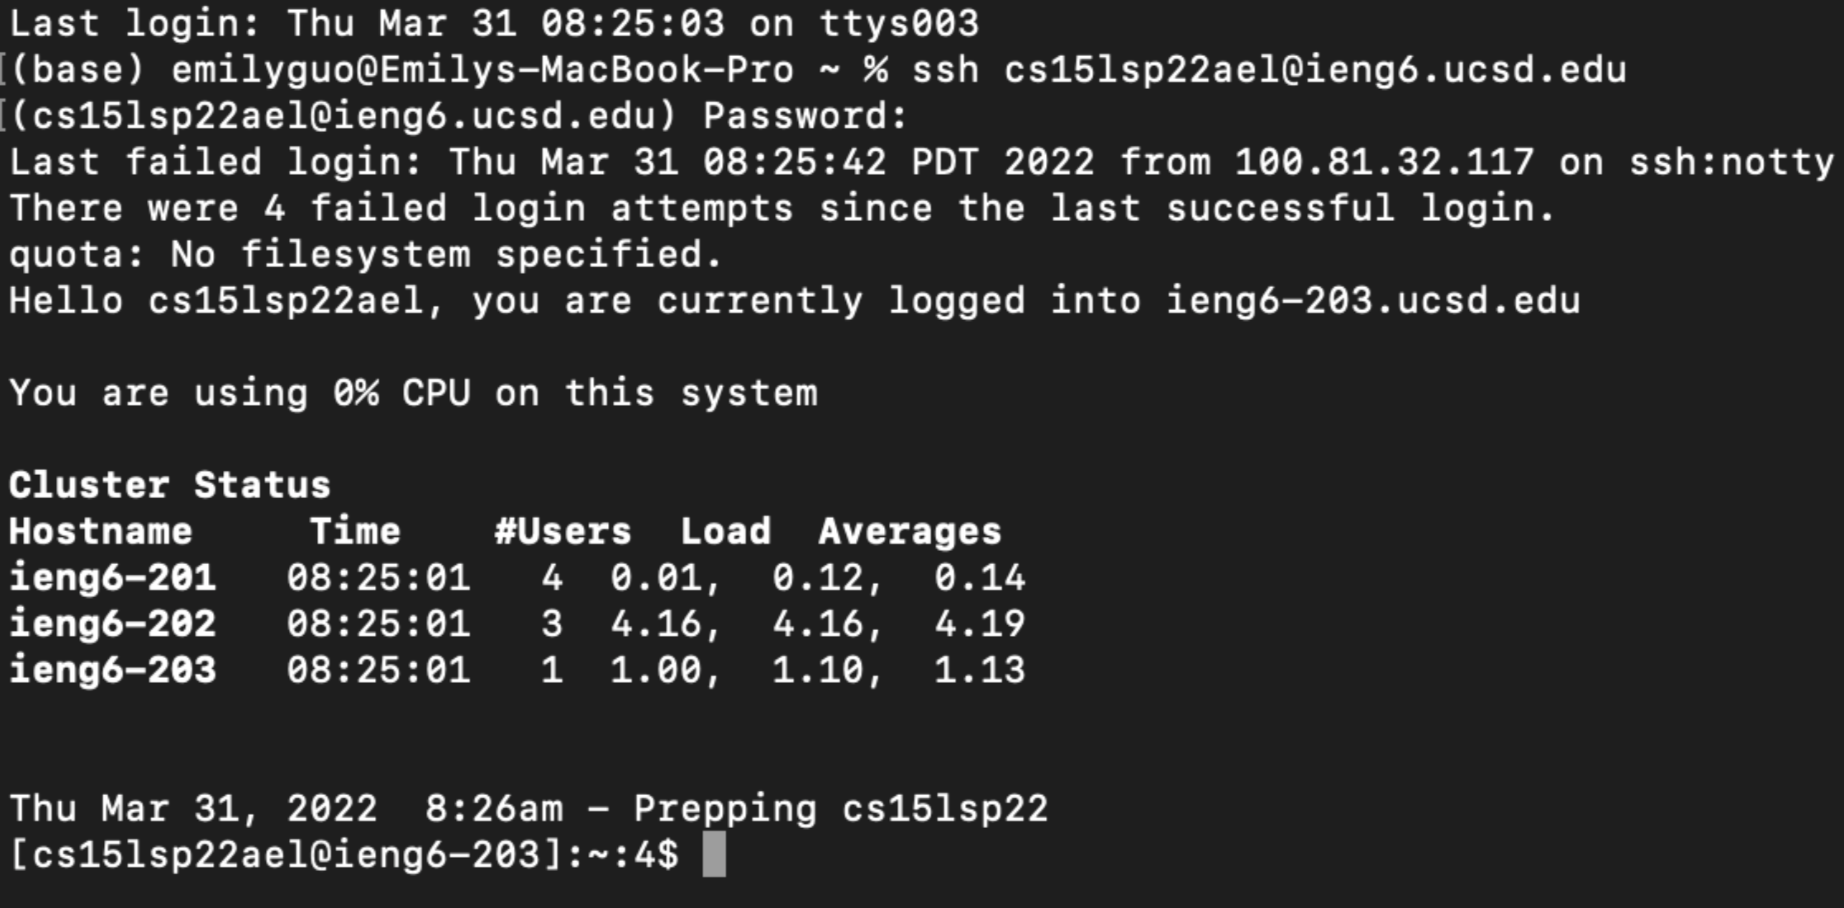 Last login: Thu Mar 31 08:25:03 on ttys003
[(base) emilyguo@Emilys-MacBook-Pro ~ % ssh cs15lsp22ael@ieng6.ucsd.edu
[(cs15lsp22ael@ieng6.ucsd.edu) Password:
Last failed login: Thu Mar 31 08:25:42 PDT 2022 from 100.81.32.117 on ssh:notty
There were 4 failed login attempts since the last successful login.
quota: No filesystem specified.
Hello cs15lsp22ael, you are currently logged into ieng6-203.ucsd.edu
You are using 0% CPU on this system
Cluster Status
Hostname     Time    #Users  Load  Averages
ieng6-201   08:25:01   4  0.01,  0.12,  0.14
ieng6-202   08:25:01   3  4.16,  4.16,  4.19
ieng6-203   08:25:01   1  1.00,  1.10,  1.13
Thu Mar 31, 2022  8:26am - Prepping cs15lsp22
[cs15lsp22ael@ieng6-203]:~:4$